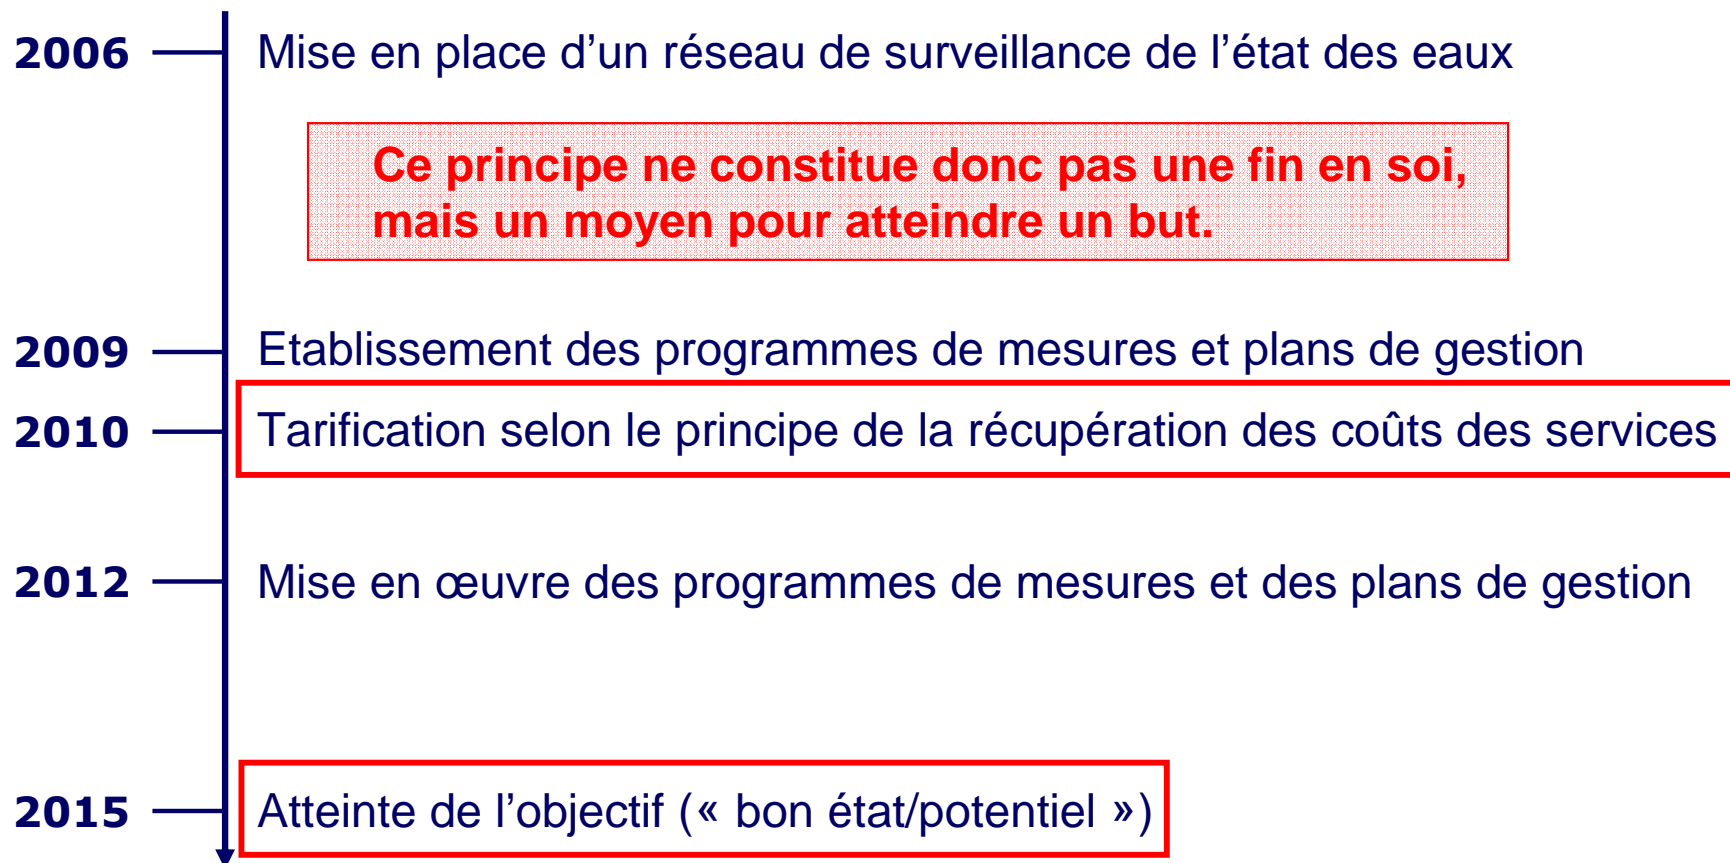 2006 Mise en place d’un réseau de surveillance de l’état des eaux
Ce principe ne constitue donc pas une fin en soi,
mais un moyen pour atteindre un but.
2009 Etablissement des programmes de mesures et plans de gestion
2010 Tarification selon le principe de la récupération des coûts des services
2012 Mise en œuvre des programmes de mesures et des plans de gestion
2015 Atteinte de l’objectif (« bon état/potentiel »)